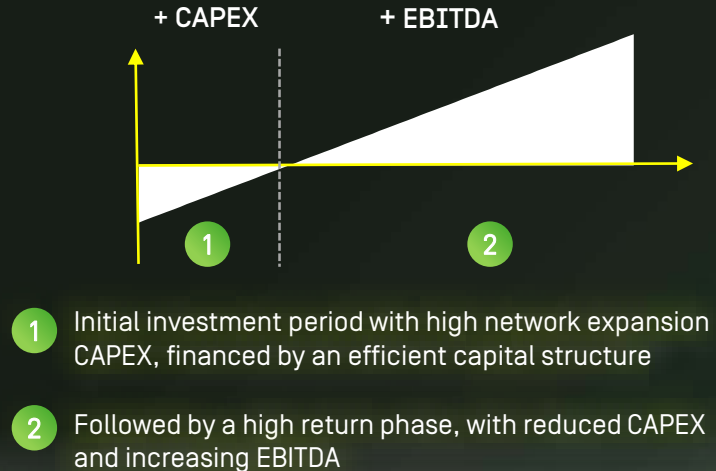 + CAPEX + EBITDA
1 2
1 Initial investment period with high network expansion
CAPEX, financed by an efficient capital structure
2 Followed by a high return phase, with reduced CAPEX
and increasing EBITDA